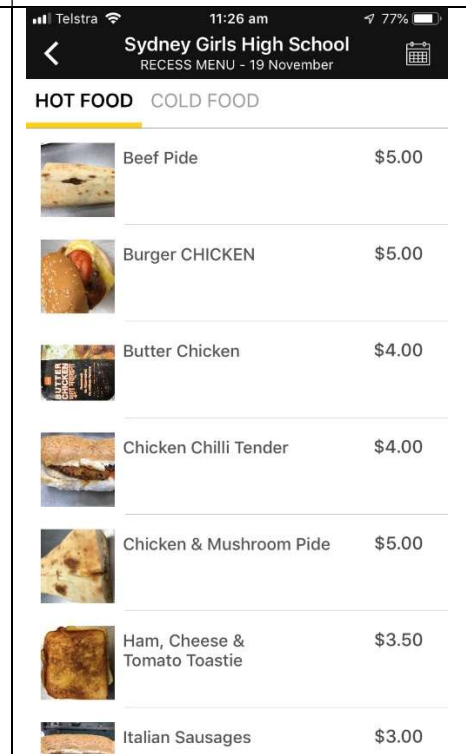 Telstra 11:26 am 77%
Sydney Girls High School
RECESS MENU - 19 November
HOT FOOD COLD FOOD
Beef Pide $5.00
Burger CHICKEN $5.00
Butter Chicken $4.00
BUTTER
CHICKEN
Chicken Chilli Tender $4.00
Chicken & Mushroom Pide $5.00
Ham, Cheese & $3.50
Tomato Toastie
Italian Sausages $3.00